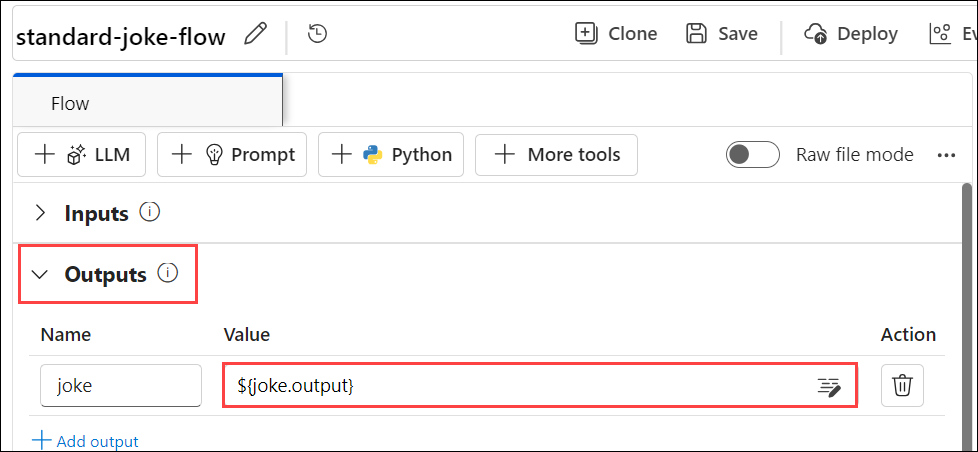 standard-joke-flow Clone Save Deploy Ev
Flow
LLM Prompt Python More tools Raw file mode ...
Inputs
Outputs
Name Value Action
joke ${joke.output}
Add output